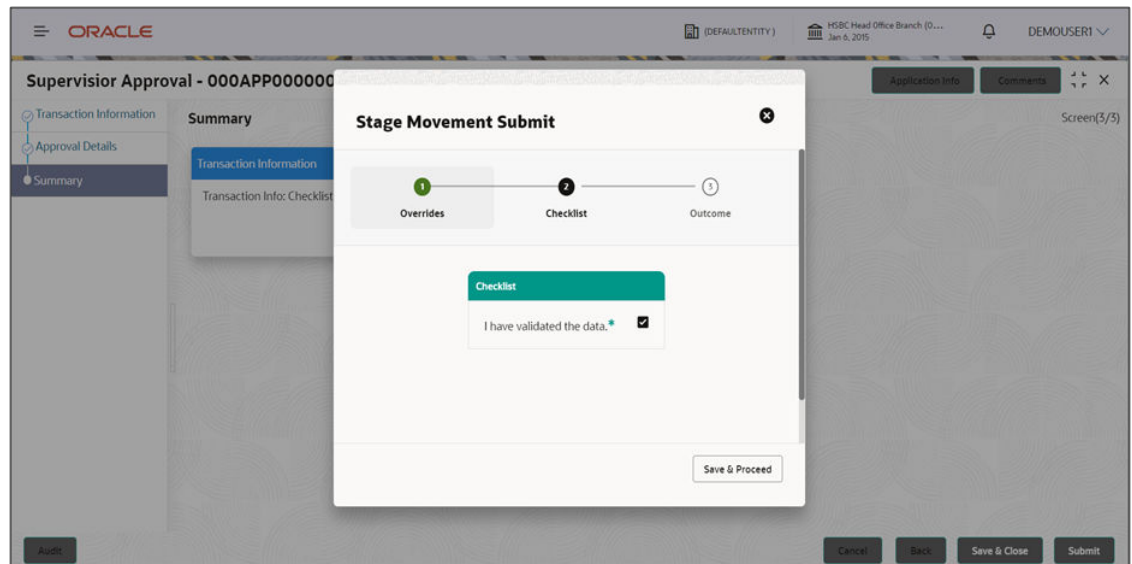 ORACLE
(DEFAULTENTITY)
HSBC Head Office Branch (0...
Jan 6, 2015
DEMOUSER1
Supervisior Approval - 000APP000000
Application Info
Comments
Transaction Information
Approval Details
Summary
Summary
Screen(3/3)
Transaction Information
Transaction Info: Checklist
Stage Movement Submit
1
2
3
Overrides
Checklist
Outcome
Checklist
I have validated the data.*
Save & Proceed
Audit
Cancel
Back
Save & Close
Submit